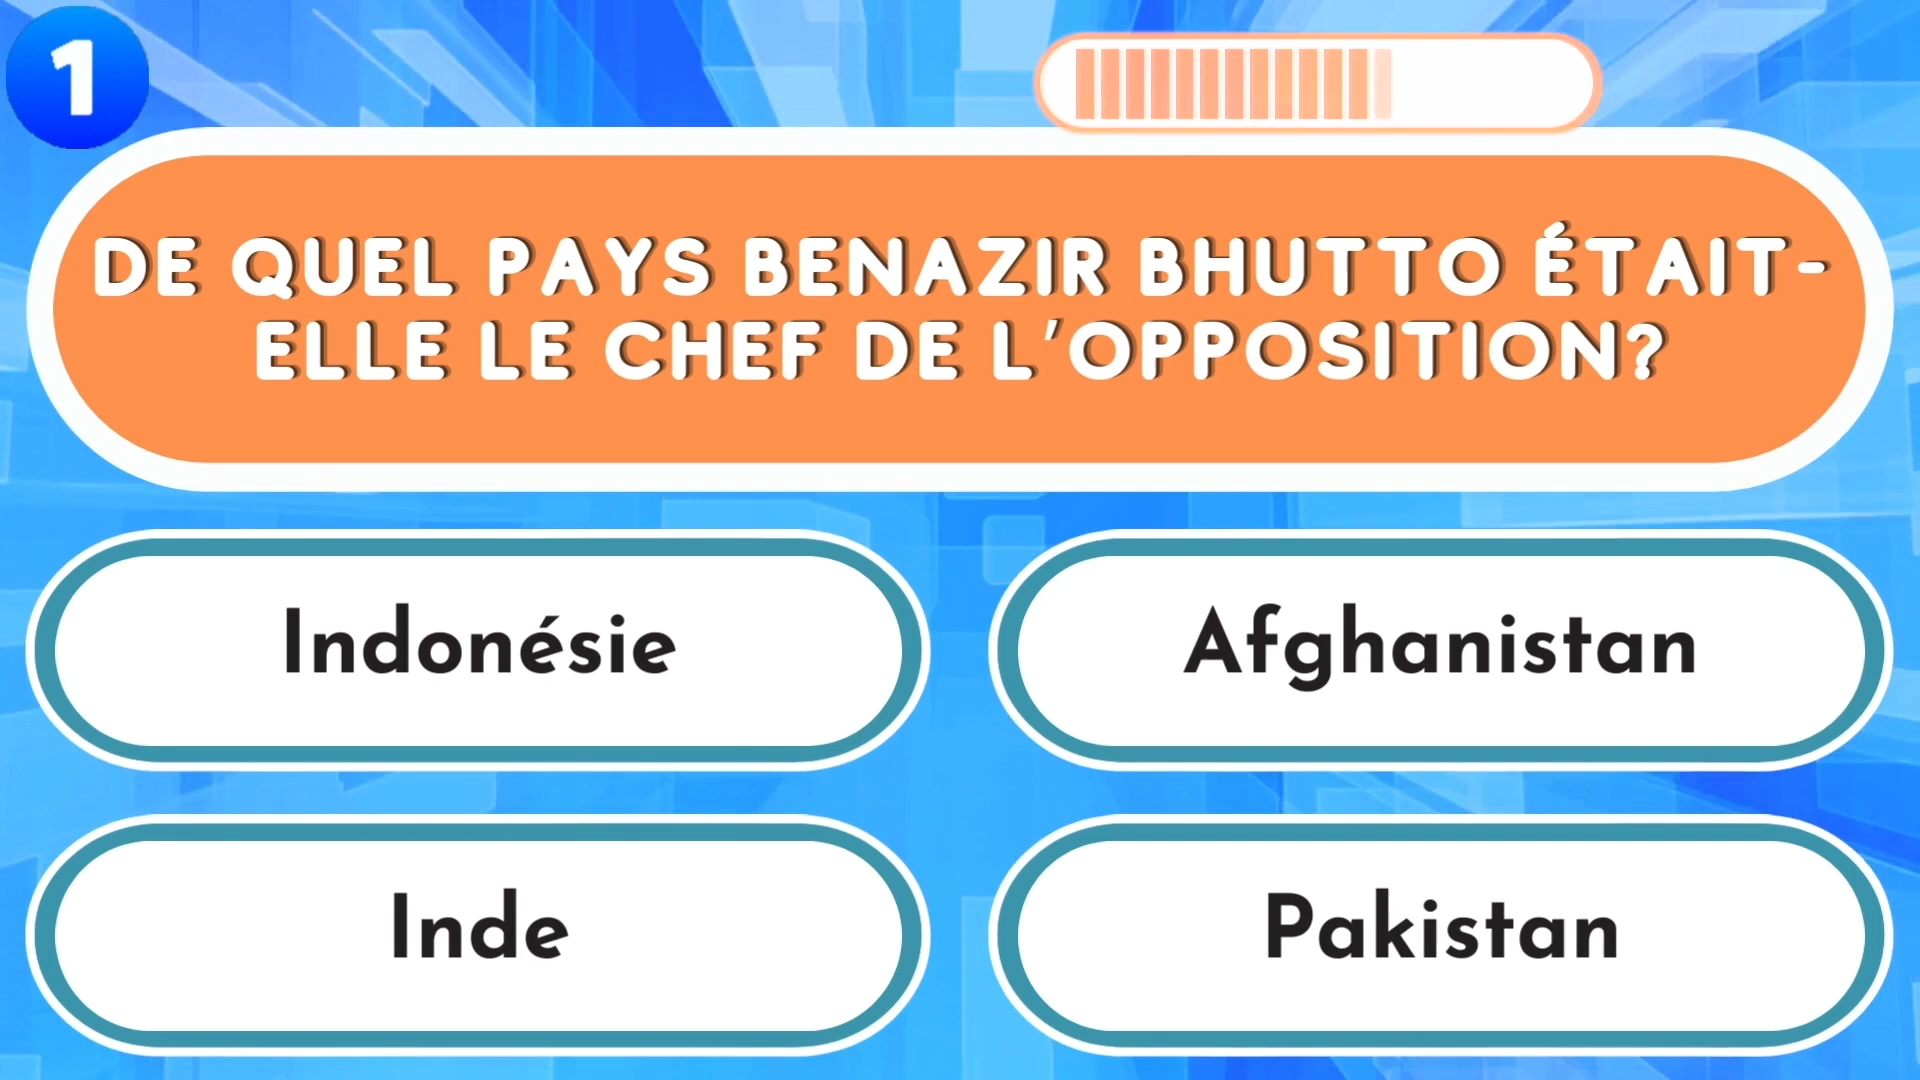 1
DE QUEL PAYS BENAZIR BHUTTO ÉTAIT-
ELLE LE CHEF DE L'OPPOSITION?
Indonésie
Afghanistan
Inde
Pakistan